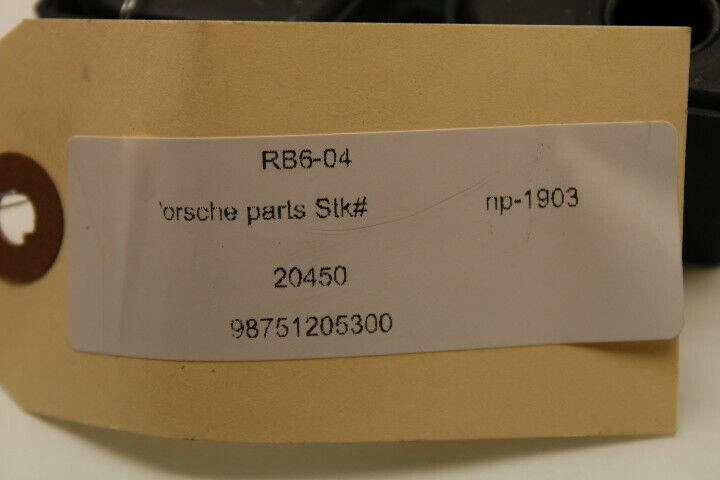 RB6-04
'orsche parts Stk# np-1903
20450
98751205300